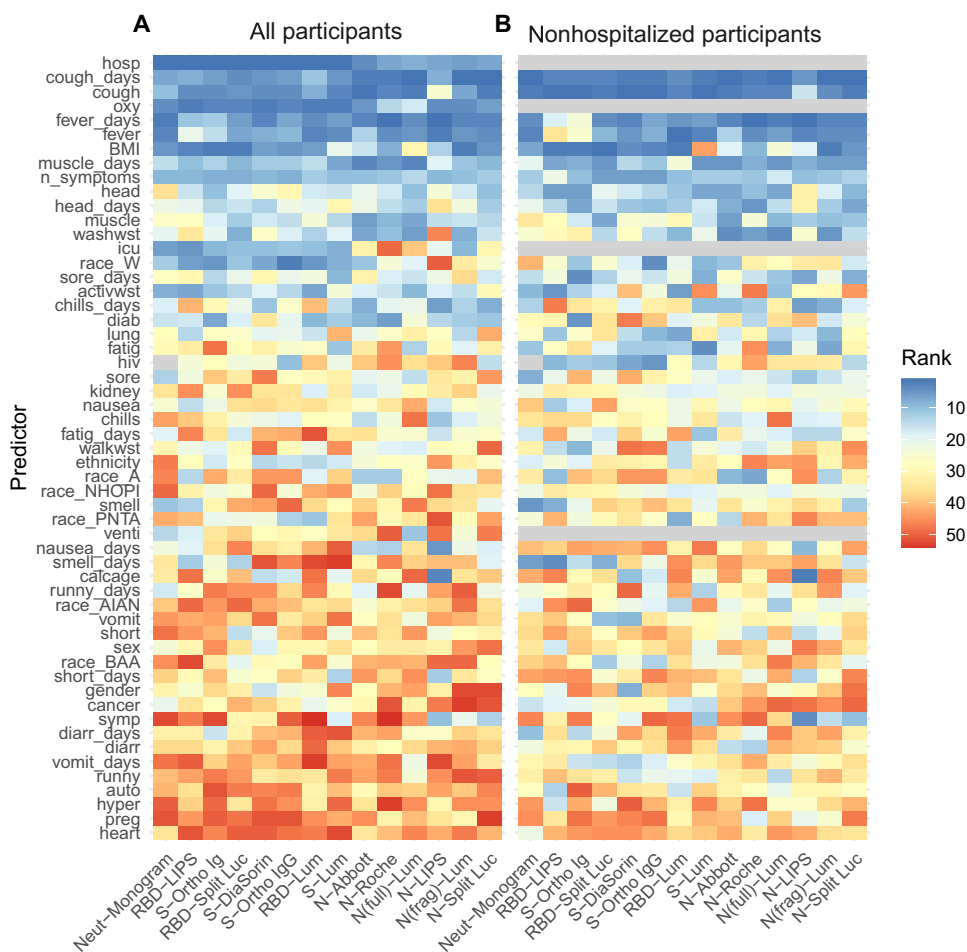 A
B
All participants
Nonhospitalized participants
Predictor
hosp
cough_days
cough
oxy
fever_days
fever
BMI
muscle_days
n_symptoms
head
head_days
muscle
washwst
icu
race_W
sore_days
activwst
chills_days
diab
lung
fatig
hiv
sore
kidney
nausea
chills
fatig_days
walkwst
ethnicity
race_A
race_NHOPI
smell
race_PNTA
venti
nausea_days
smell_days
calcage
runny_days
race_AIAN
vomit
short
sex
race_BAA
short_days
gender
cancer
symp
diarr_days
diarr
vomit_days
runny
auto
hyper
preg
heart
Neut−Monogram
RBD−LIPS
S−Ortho Ig
RBD−Split Luc
S−DiaSorin
S−Ortho IgG
RBD−Lum
S−Lum
N−Abbott
N−Roche
N(full)−Lum
N−LIPS
N(frag)−Lum
N−Split Luc
Neut−Monogram
RBD−LIPS
S−Ortho Ig
RBD−Split Luc
S−DiaSorin
S−Ortho IgG
RBD−Lum
S−Lum
N−Abbott
N−Roche
N(full)−Lum
N−LIPS
N(frag)−Lum
N−Split Luc
Rank
10
20
30
40
50